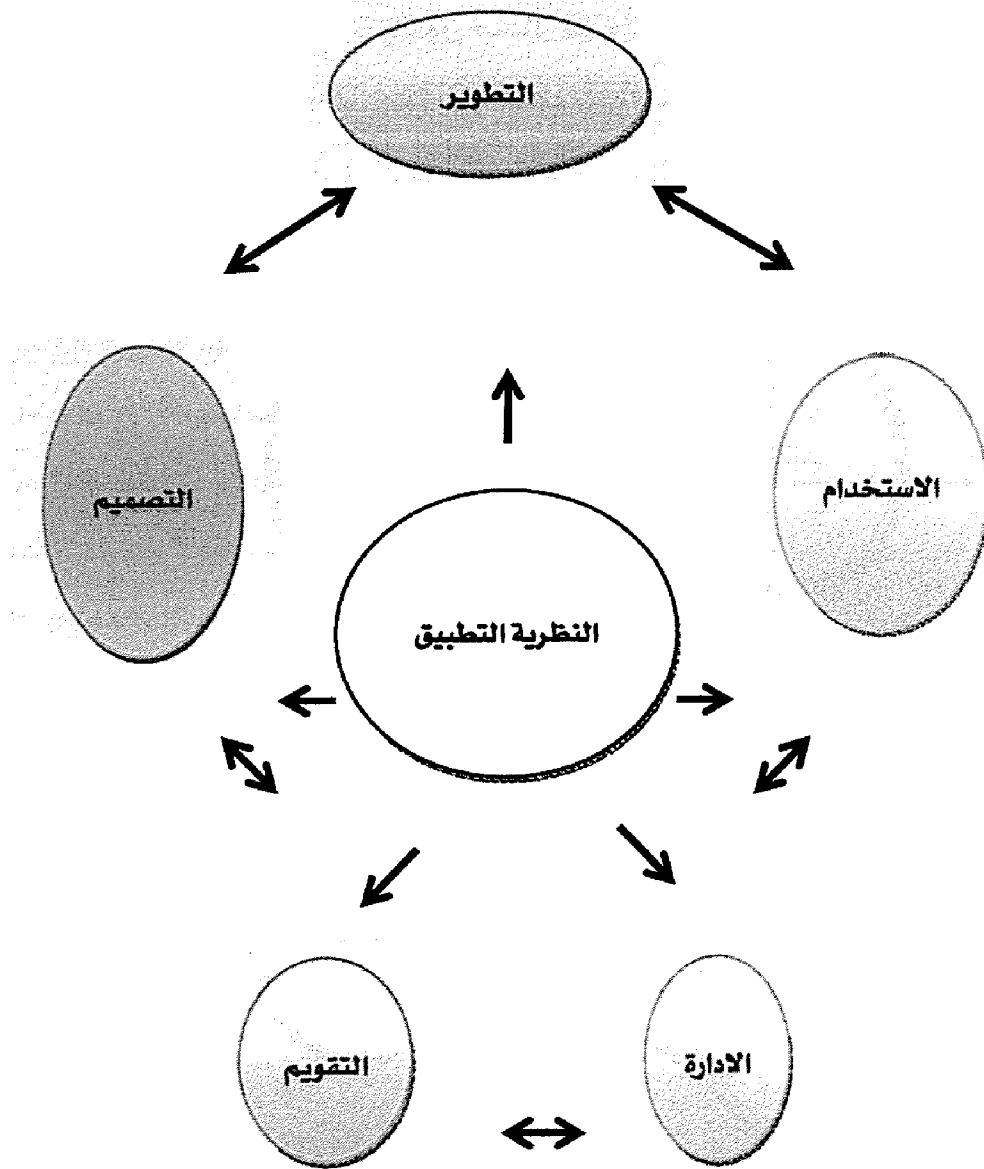 التطوير
التصميم
الاستخدام
النظرية التطبيق
التقويم
الادارة